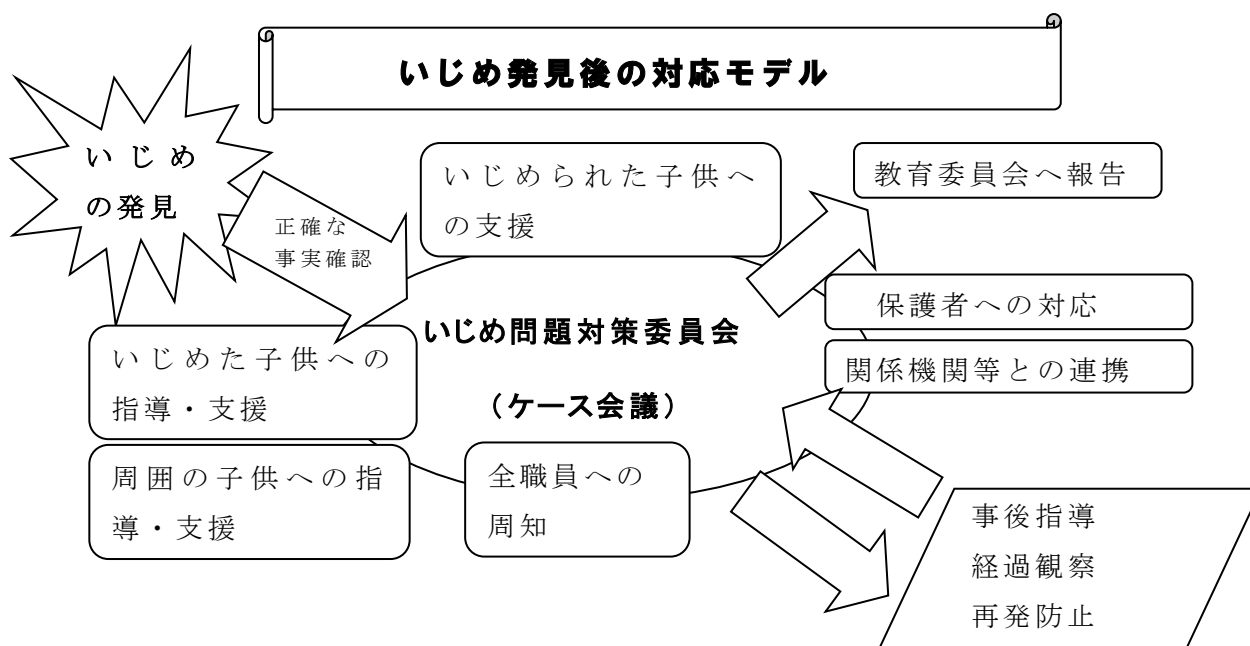 いじめ発見後の対応モデル
いじめ
の発見
正確な
事実確認
いじめられた子供へ
の支援
教育委員会へ報告
保護者への対応
関係機関等との連携
いじめ問題対策委員会
(ケース会議)
いじめた子供への
指導・支援
周囲の子供への指
導・支援
全職員への
周知
事後指導
経過観察
再発防止